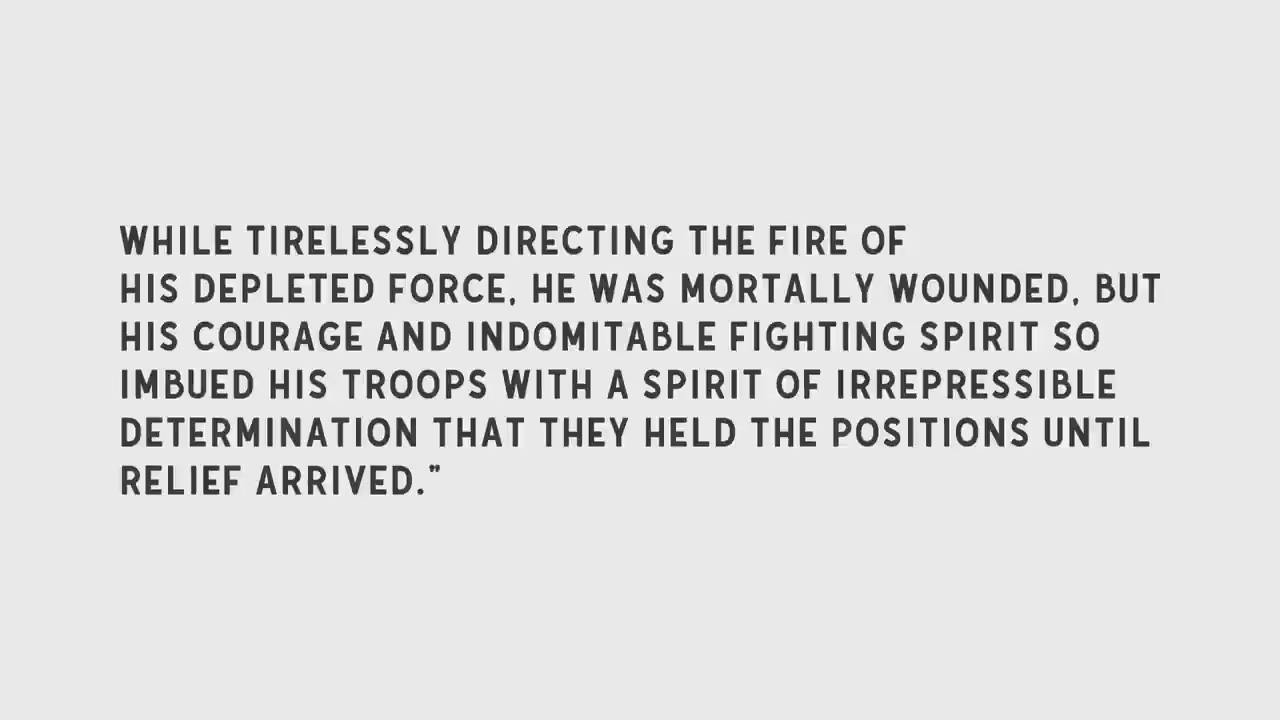 WHILE TIRELESSLY DIRECTING THE FIRE OF
HIS DEPLETED FORCE, HE WAS MORTALLY WOUNDED, BUT
HIS COURAGE AND INDOMITABLE FIGHTING SPIRIT SO
IMBUED HIS TROOPS WITH A SPIRIT OF IRREPRESSIBLE
DETERMINATION THAT THEY HELD THE POSITIONS UNTIL
RELIEF ARRIVED.”